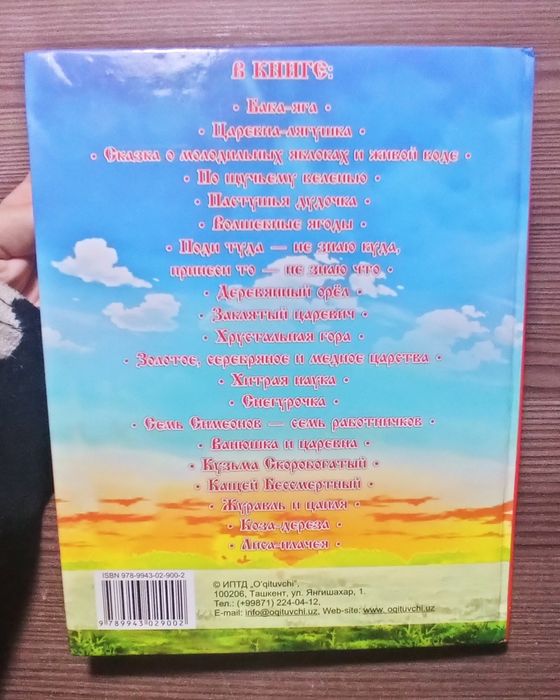 В КНИГЕ:
• Баба-яга •
• Царевна-лягушка •
• Сказка о молодильных яблоках и живой воде •
• По щучьему веленью •
• Пастушья дудочка •
• Волшебные ягоды •
• Поди туда — не знаю куда,
принеси то — не знаю что •
• Деревянный орёл •
• Заклятый царевич •
• Хрустальная гора •
• Золотое, серебряное и медное царства •
• Хитрая наука •
• Снегурочка •
• Семь Симеонов — семь работничков •
• Ванюшка и царевна •
• Кузьма Скоробогатый •
• Кащей Бессмертный •
• Журавль и цапля •
• Коза-дереза •
• Лиса-плачея •
ISBN 978-9943-02-900-2
9 789943 029002
© ИПТД „O‘qituvchi“.
100206, Ташкент, ул. Янгишахар, 1.
Тел.: (+99871) 224-04-12,
E-mail: info@oqituvchi.uz, Web-site: www.oqituvchi.uz